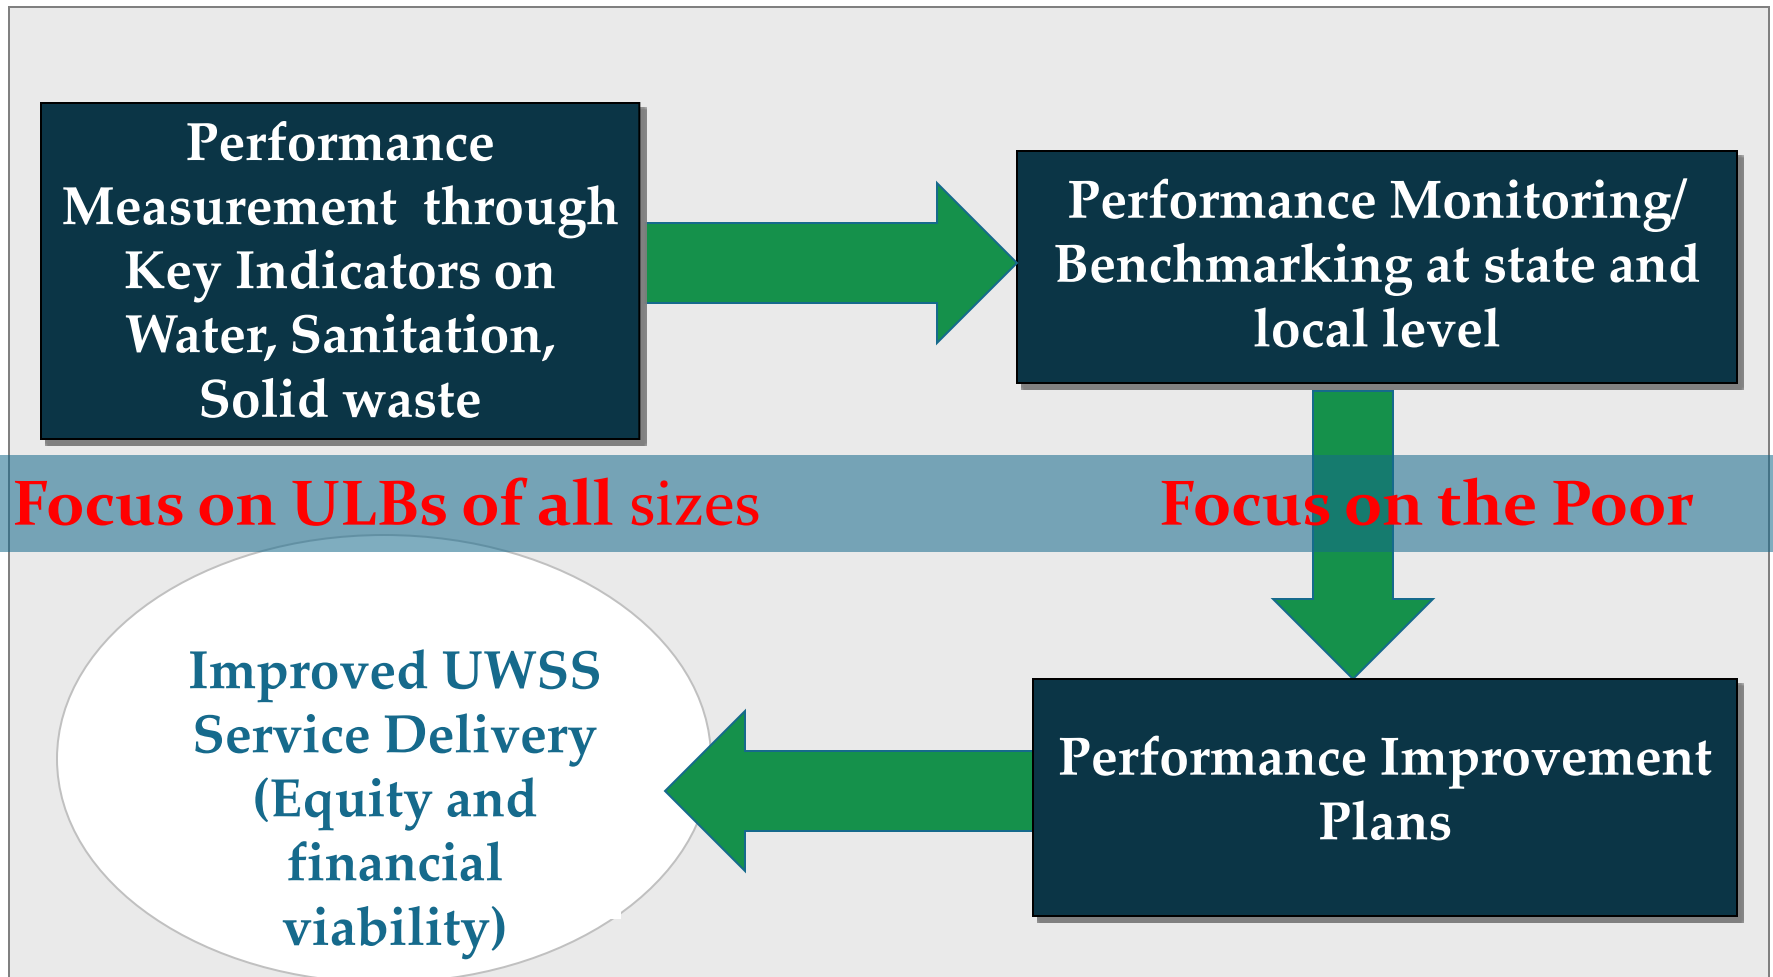 Performance
Measurement through
Key Indicators on
Water, Sanitation,
Solid waste
Performance Monitoring/
Benchmarking at state and
local level
Focus on ULBs of all sizes
Focus on the Poor
Improved UWSS
Service Delivery
(Equity and
financial
viability)
Performance Improvement
Plans